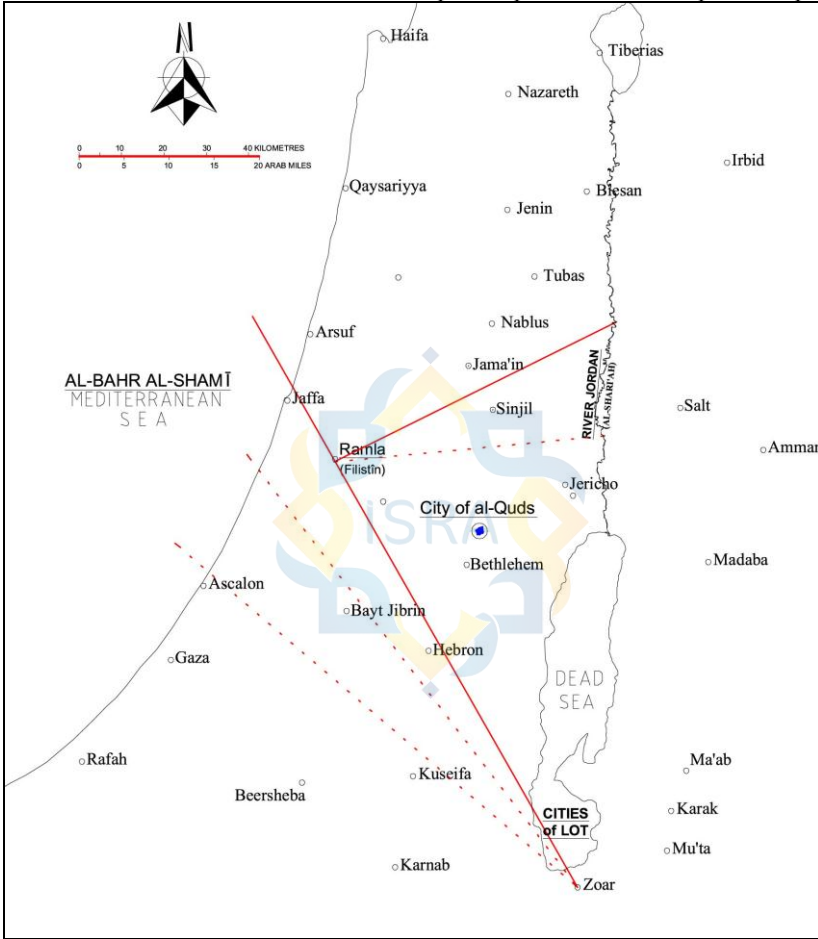 N
Haifa
Tiberias
Nazareth
0 10 20 30 40 KILOMETRES
0 5 10 15 20 ARAB MILES
Irbid
Qaysariyya
Biesan
Jenin
Tubas
Nablus
Arsuf
Jama'in
AL-BAHR AL-SHAMĪ
MEDITERRANEAN
SEA
Jaffa
Sinjil
RIVER JORDAN
(AL-SHARI'AH)
Salt
Ramla
(Filistîn)
Amman
Jericho
City of al-Quds
ISRA
Bethlehem
Madaba
Ascalon
Bayt Jibrin
Hebron
Gaza
DEAD
SEA
Rafah
Ma'ab
Kuseifa
Beersheba
Karak
CITIES
of LOT
Mu'ta
Karnab
Zoar